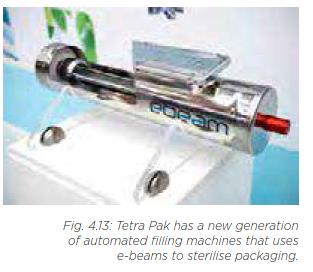 eBeam
Fig. 4.13: Tetra Pak has a new generation
of automated filling machines that uses
e-beams to sterilise packaging.